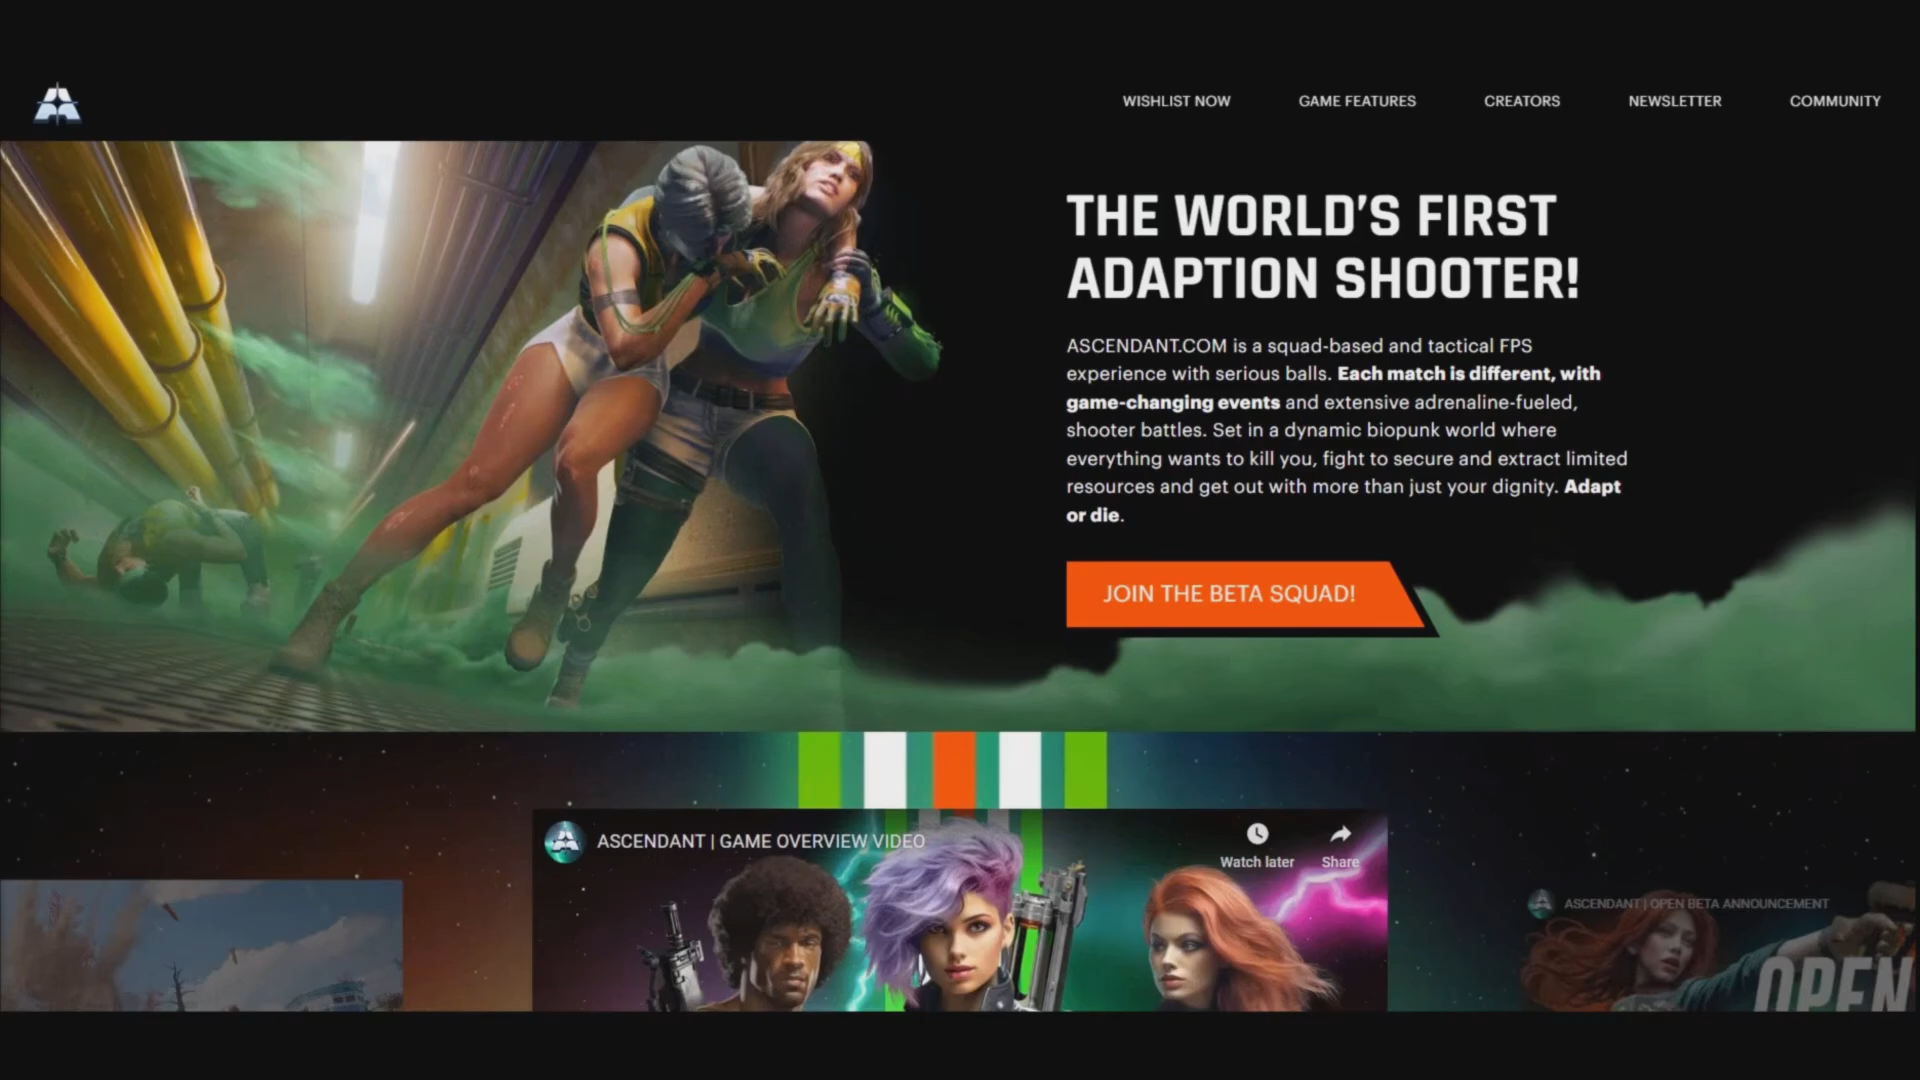 WISHLIST NOW
GAME FEATURES
CREATORS
NEWSLETTER
COMMUNITY
THE WORLD'S FIRST
ADAPTION SHOOTER!
ASCENDANT.COM is a squad-based and tactical FPS
experience with serious balls. Each match is different, with
game-changing events and extensive adrenaline-fueled,
shooter battles. Set in a dynamic biopunk world where
everything wants to kill you, fight to secure and extract limited
resources and get out with more than just your dignity. Adapt
or die.
JOIN THE BETA SQUAD!
ASCENDANT | GAME OVERVIEW VIDEO
Watch later
Share
ASCENDANT | OPEN BETA ANNOUNCEMENT
OPEN